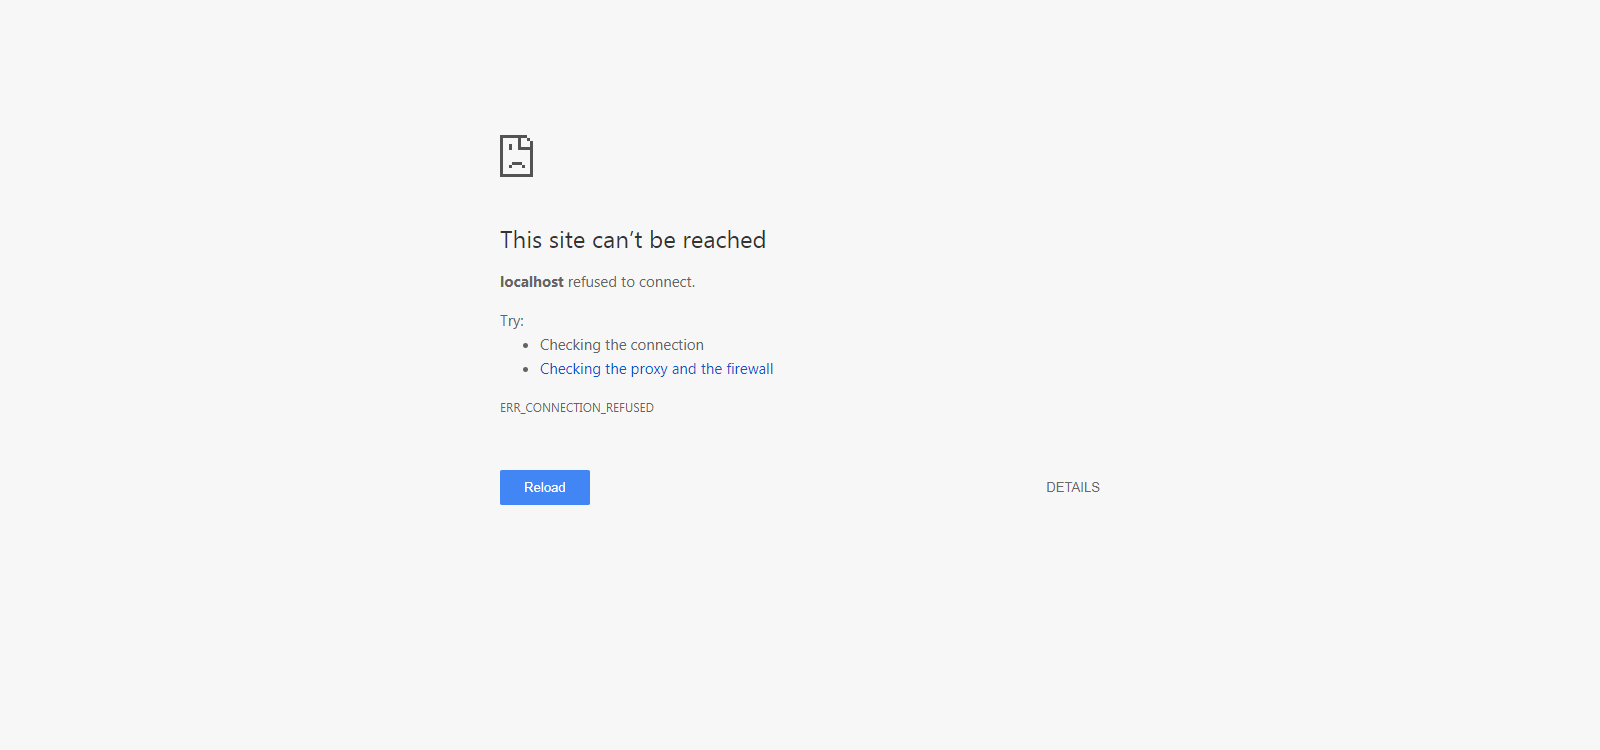 This site can’t be reached
localhost refused to connect.
Try:
• Checking the connection
• Checking the proxy and the firewall
ERR_CONNECTION_REFUSED
Reload
DETAILS